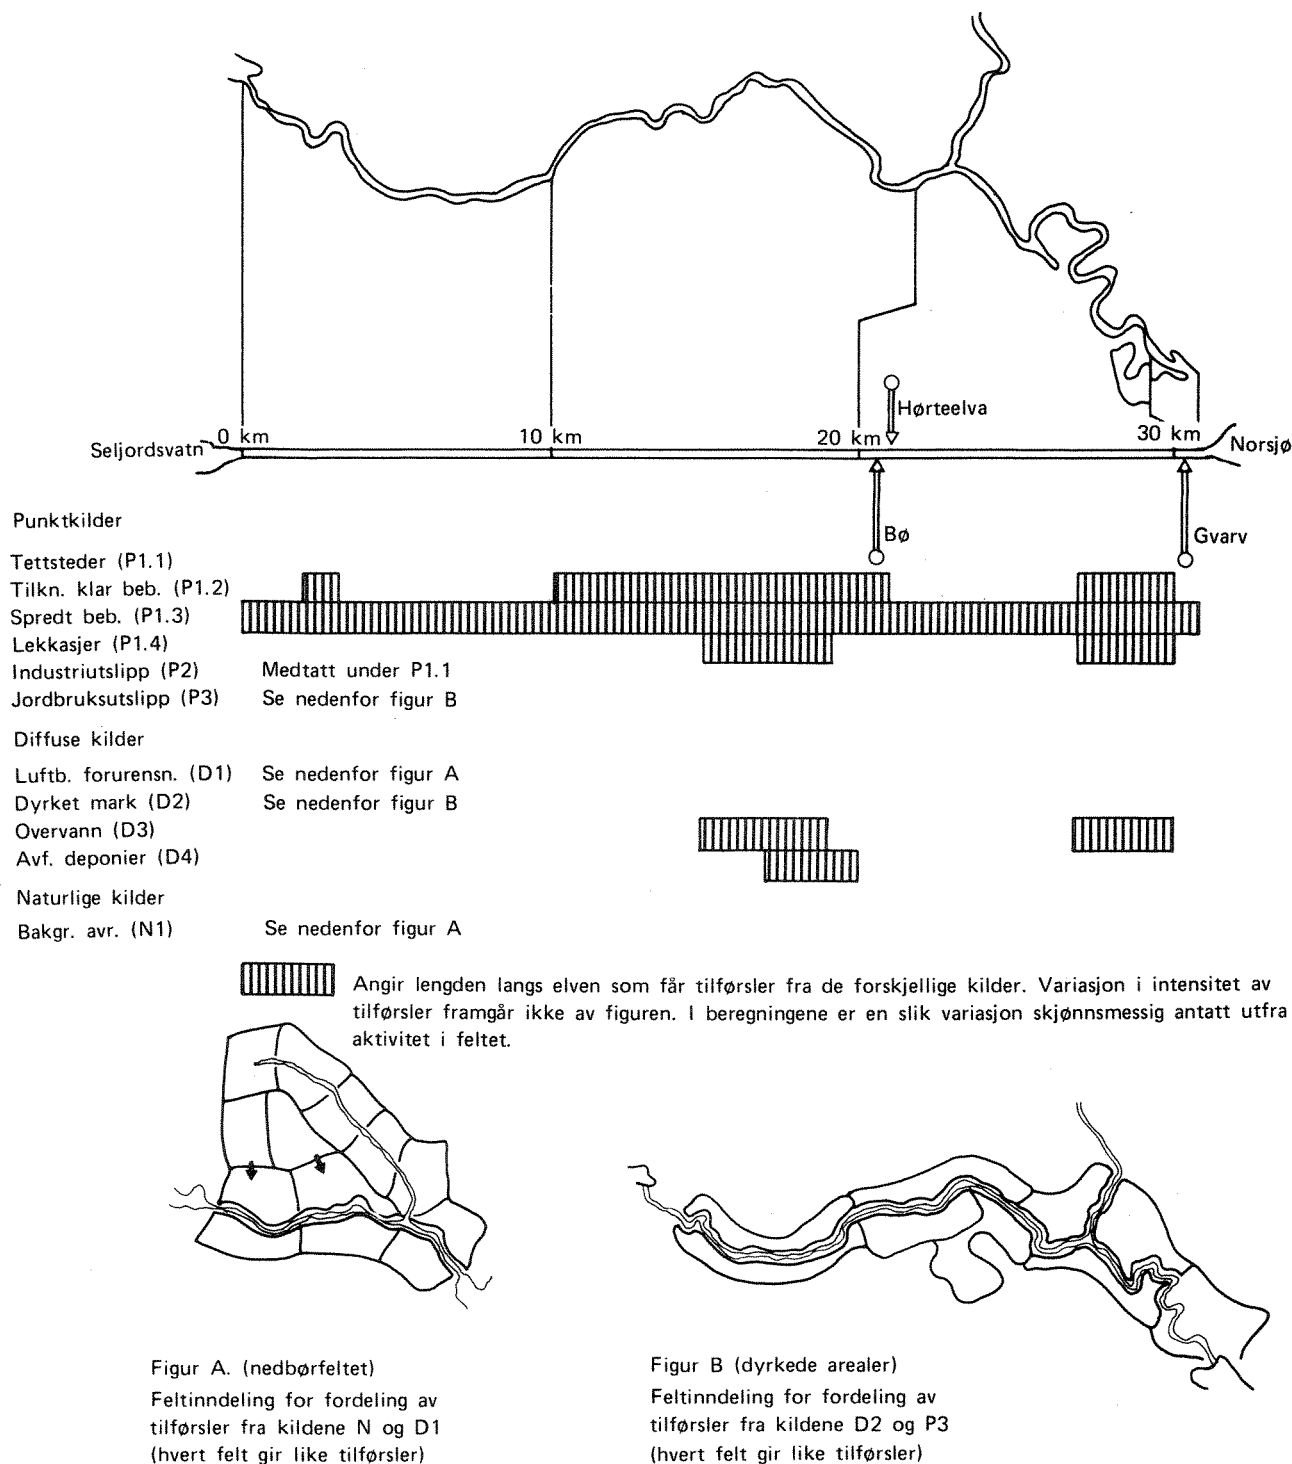 Hørteelva
0 km
10 km
20 km
30 km
Seljordsvatn
Norsjø
Bø
Gvarv
Punktkilder
Tettsteder (P1.1)
Tilkn. klar beb. (P1.2)
Spredt beb. (P1.3)
Lekkasjer (P1.4)
Industriutslipp (P2) Medtatt under P1.1
Jordbruksutslipp (P3) Se nedenfor figur B
Diffuse kilder
Luftb. forurensn. (D1) Se nedenfor figur A
Dyrket mark (D2) Se nedenfor figur B
Overvann (D3)
Avf. deponier (D4)
Naturlige kilder
Bakgr. avr. (N1) Se nedenfor figur A
Angir lengden langs elven som får tilførsler fra de forskjellige kilder. Variasjon i intensitet av
tilførsler framgår ikke av figuren. I beregningene er en slik variasjon skjønnsmessig antatt utfra
aktivitet i feltet.
Figur A. (nedbørfeltet)
Feltinndeling for fordeling av
tilførsler fra kildene N og D1
(hvert felt gir like tilførsler)
Figur B (dyrkede arealer)
Feltinndeling for fordeling av
tilførsler fra kildene D2 og P3
(hvert felt gir like tilførsler)